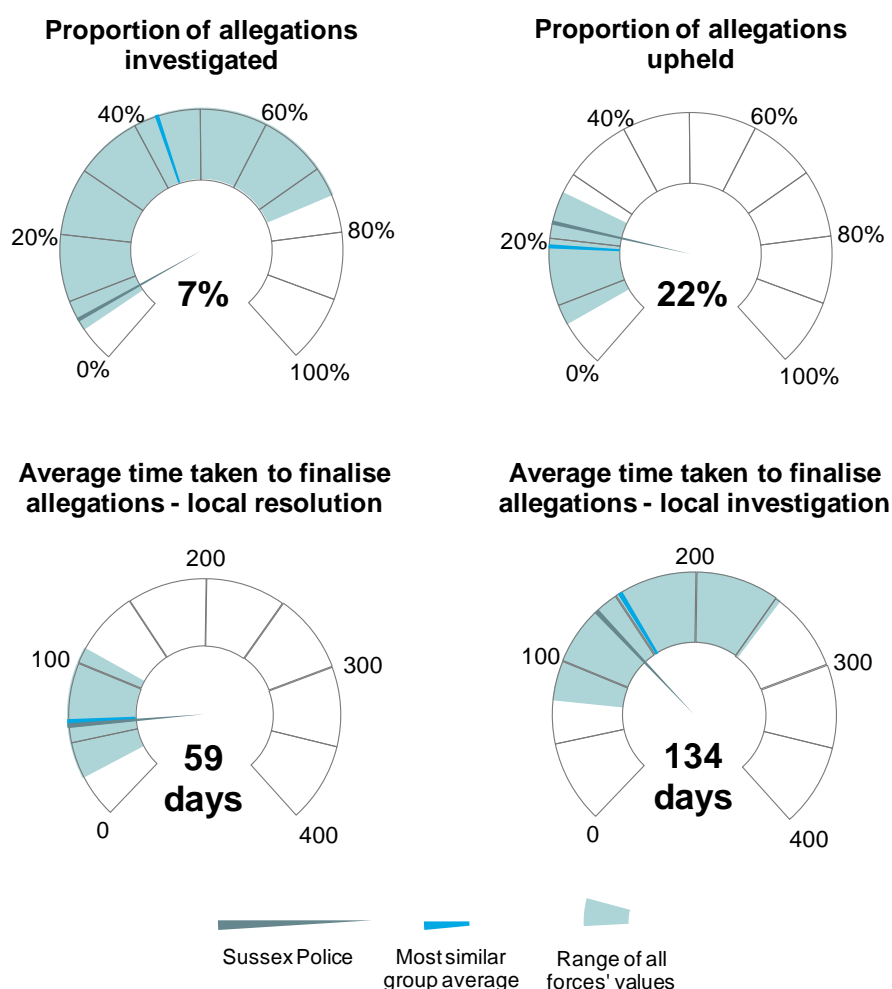 Proportion of allegations
investigated
40%
60%
20%
80%
7%
0%
100%
Proportion of allegations
upheld
40%
60%
20%
80%
22%
0%
100%
Average time taken to finalise
allegations - local resolution
200
100
300
59
days
0
400
Average time taken to finalise
allegations - local investigation
200
100
300
134
days
0
400
Sussex Police
Most similar
group average
Range of all
forces' values